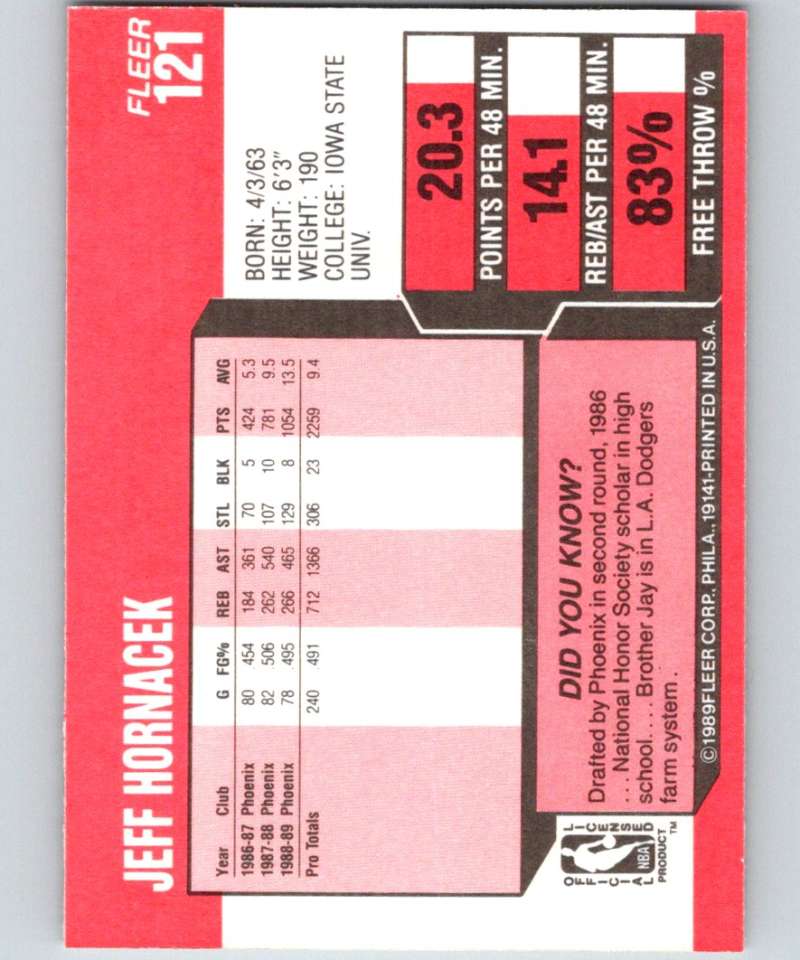 JEFF HORNACEK
FLEER
121
Year Club G FG% REB AST STL BLK PTS AVG
1986-87 Phoenix 80 .454 184 361 70 5 424 5.3
1987-88 Phoenix 82 .506 262 540 107 10 781 9.5
1988-89 Phoenix 78 .495 266 465 129 8 1054 13.5
Pro Totals 240 .491 712 1366 306 23 2259 9.4
BORN: 4/3/63
HEIGHT: 6'3"
WEIGHT: 190
COLLEGE: IOWA STATE
UNIV.
20.3
POINTS PER 48 MIN.
14.1
REB/AST PER 48 MIN.
83%
FREE THROW %
DID YOU KNOW?
Drafted by Phoenix in second round, 1986
... National Honor Society scholar in high
school. ... Brother Jay is in L.A. Dodgers
farm system.
OFFICIAL LICENSED
NBA
PRODUCT™
©1989 FLEER CORP., PHILA., 19141-PRINTED IN U.S.A.